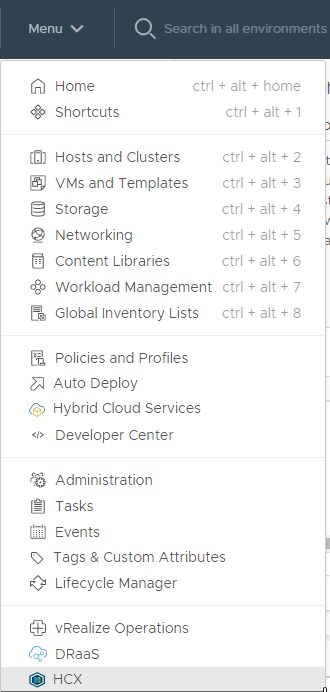 Menu
Search in all environments
Home ctrl + alt + home
Shortcuts ctrl + alt + 1
Hosts and Clusters ctrl + alt + 2
VMs and Templates ctrl + alt + 3
Storage ctrl + alt + 4
Networking ctrl + alt + 5
Content Libraries ctrl + alt + 6
Workload Management ctrl + alt + 7
Global Inventory Lists ctrl + alt + 8
Policies and Profiles
Auto Deploy
Hybrid Cloud Services
Developer Center
Administration
Tasks
Events
Tags & Custom Attributes
Lifecycle Manager
vRealize Operations
DRaaS
HCX